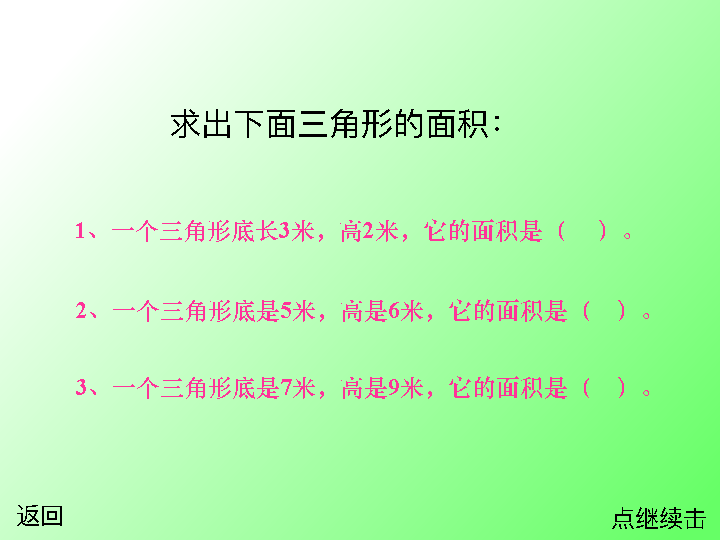 求出下面三角形的面积：
1、一个三角形底长3米，高2米，它的面积是（　）。
2、一个三角形底是5米，高是6米，它的面积是（　）。
3、一个三角形底是7米，高是9米，它的面积是（　）。
返回
点继续击